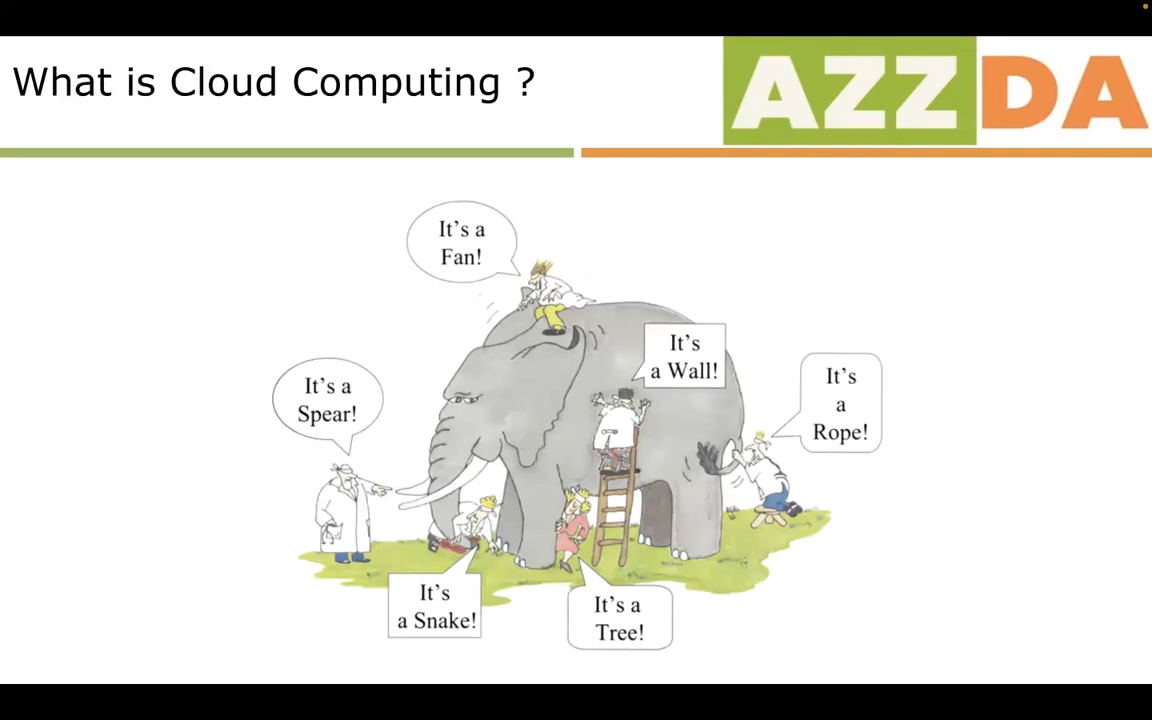 What is Cloud Computing ?
AZZDA
It's a
Fan!
It's
a Wall!
It's a
Spear!
It's
a
Rope!
It's
a Snake!
It's a
Tree!